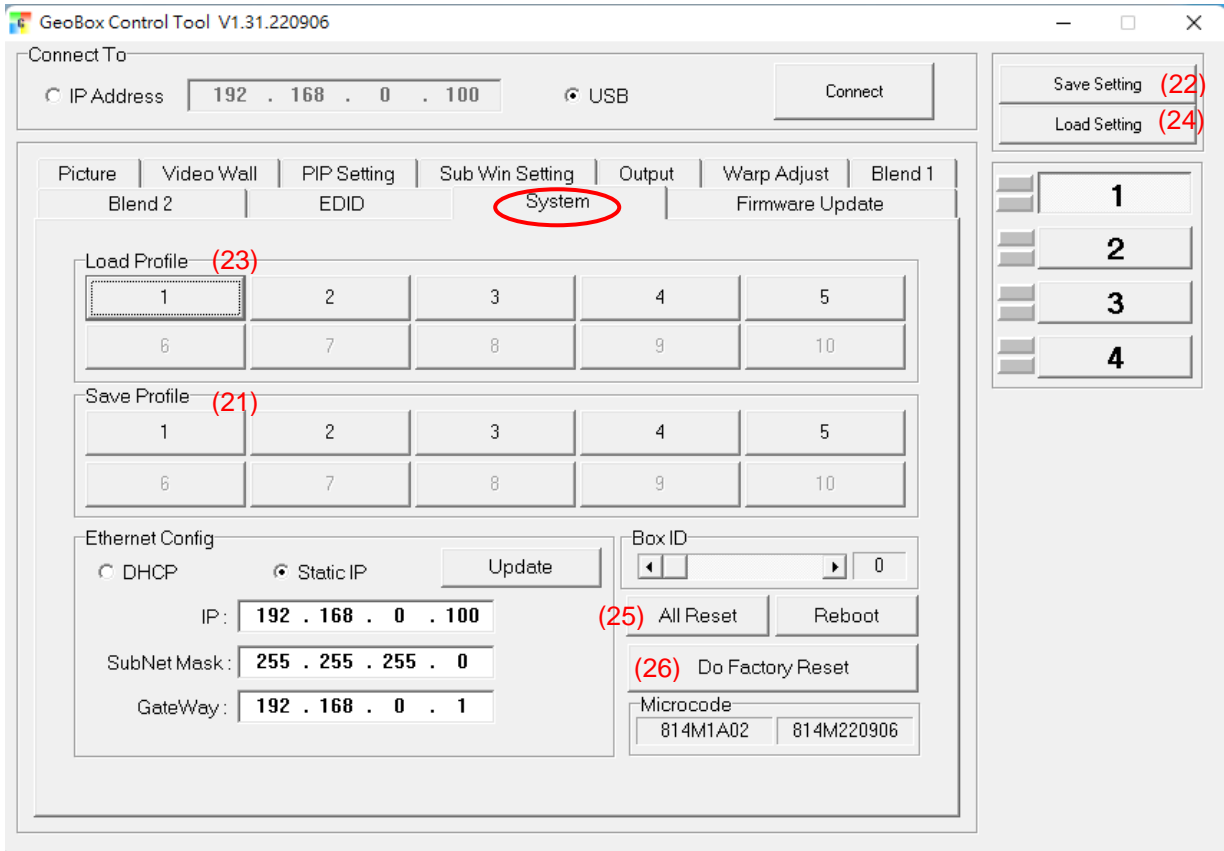 GeoBox Control Tool V1.31.220906
Connect To
IP Address 192 . 168 . 0 . 100 USB Connect
Save Setting (22)
Load Setting (24)
Picture Video Wall PIP Setting Sub Win Setting Output Warp Adjust Blend 1
Blend 2 EDID System Firmware Update
1
2
3
4
Load Profile (23)
1 2 3 4 5
6 7 8 9 10
Save Profile (21)
1 2 3 4 5
6 7 8 9 10
Ethernet Config
DHCP Static IP Update
IP : 192 . 168 . 0 . 100
SubNet Mask : 255 . 255 . 255 . 0
GateWay : 192 . 168 . 0 . 1
Box ID
0
(25) All Reset Reboot
(26) Do Factory Reset
Microcode
814M1A02 814M220906